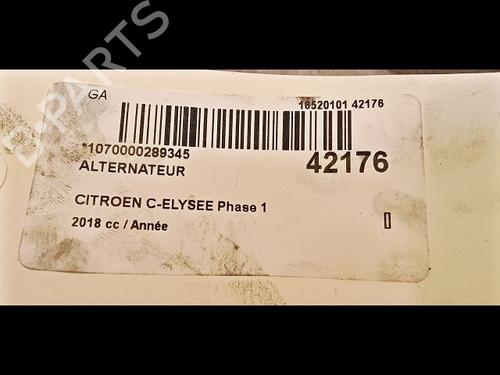 GA
16520101 42176
*1070000289345
42176
ALTERNATEUR
CITROEN C-ELYSEE Phase 1
2018 cc / Année
D-PARTS